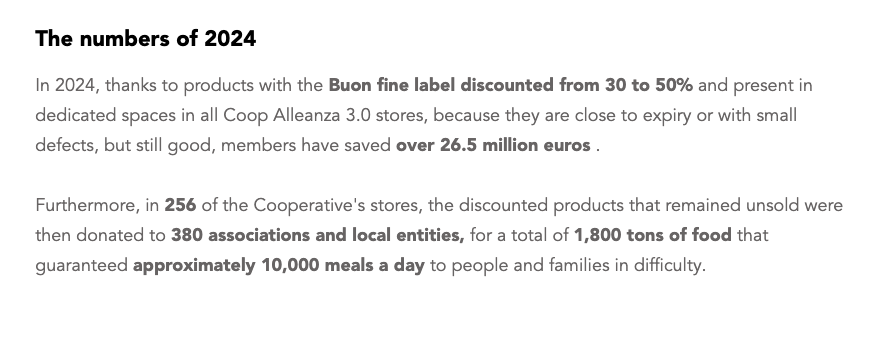 The numbers of 2024
In 2024, thanks to products with the Buon fine label discounted from 30 to 50% and present in
dedicated spaces in all Coop Alleanza 3.0 stores, because they are close to expiry or with small
defects, but still good, members have saved over 26.5 million euros .
Furthermore, in 256 of the Cooperative's stores, the discounted products that remained unsold were
then donated to 380 associations and local entities, for a total of 1,800 tons of food that
guaranteed approximately 10,000 meals a day to people and families in difficulty.